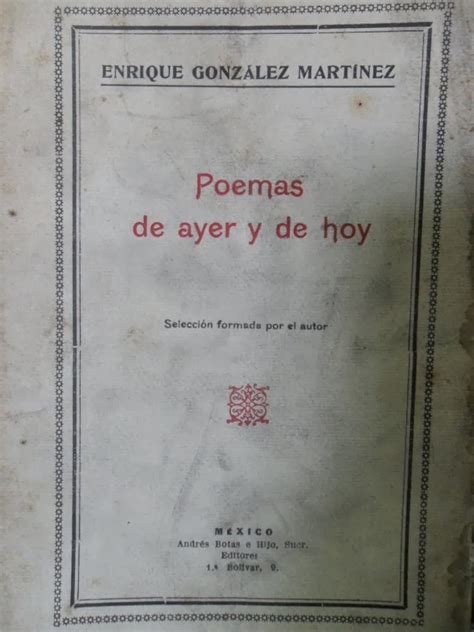 ENRIQUE GONZÁLEZ MARTÍNEZ
Poemas
de ayer y de hoy
Selección formada por el autor
MÉXICO
Andrés Botas e Hijo, Sucr.
Editores
1.ª Bolívar, 9.